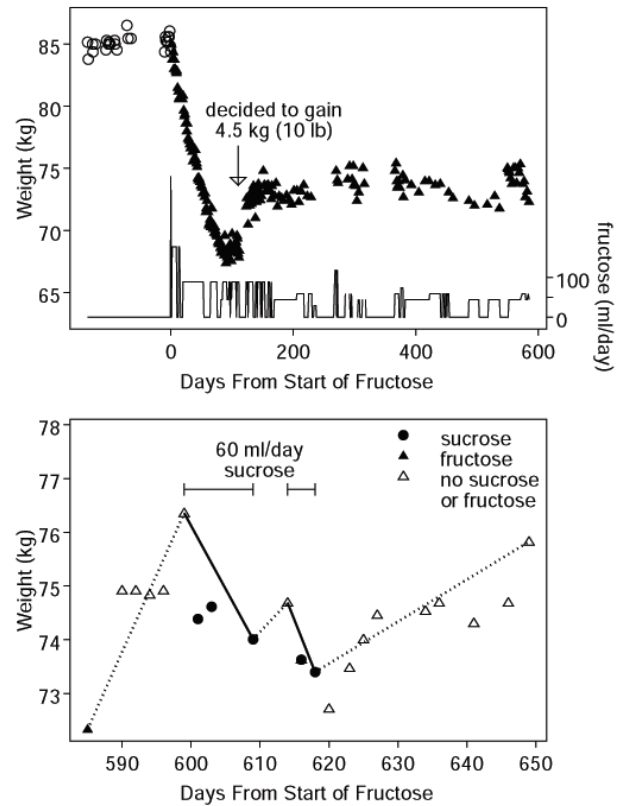 85
80
75
70
65
Weight (kg)
decided to gain
4.5 kg (10 lb)
100
0
fructose (ml/day)
0
200
400
600
Days From Start of Fructose
78
77
76
75
74
73
Weight (kg)
60 ml/day
sucrose
sucrose
fructose
no sucrose
or fructose
590
600
610
620
630
640
650
Days From Start of Fructose